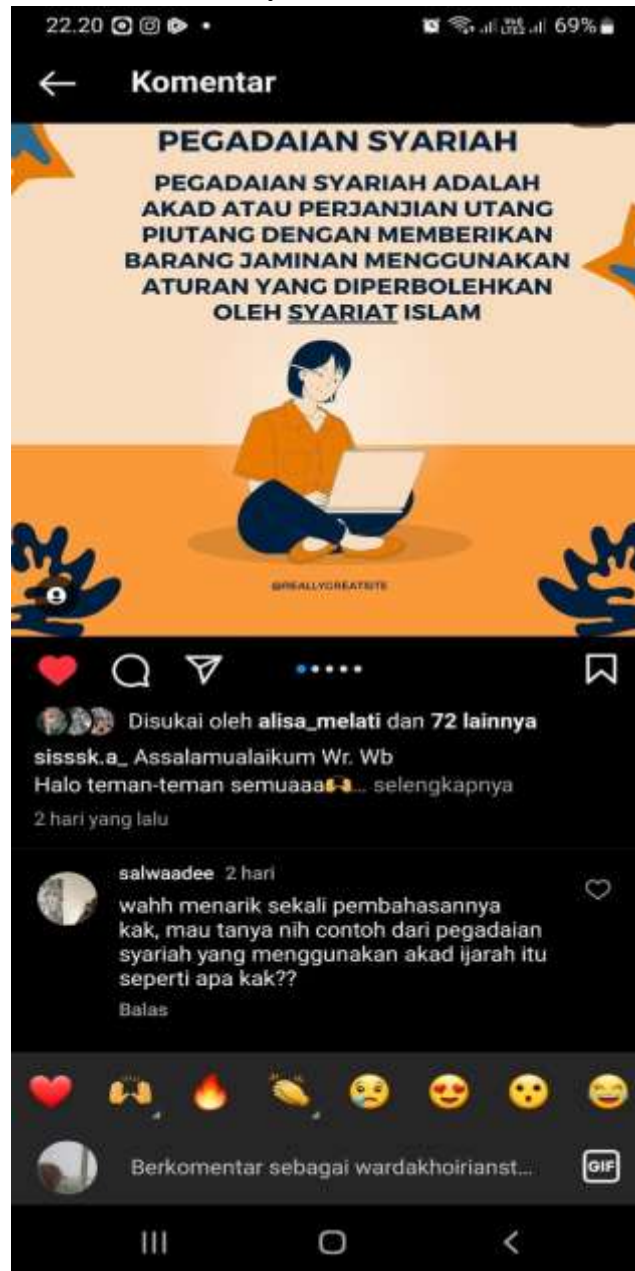 22.20
69%
Komentar
PEGADAIAN SYARIAH
PEGADAIAN SYARIAH ADALAH
AKAD ATAU PERJANJIAN UTANG
PIUTANG DENGAN MEMBERIKAN
BARANG JAMINAN MENGGUNAKAN
ATURAN YANG DIPERBOLEHKAN
OLEH SYARIAT ISLAM
@REALLYGREATSITE
Disukai oleh alisa_melati dan 72 lainnya
sisssk.a_ Assalamualaikum Wr. Wb
Halo teman-teman semuaaa🙌... selengkapnya
2 hari yang lalu
salwaadee 2 hari
wahh menarik sekali pembahasannya
kak, mau tanya nih contoh dari pegadaian
syariah yang menggunakan akad ijarah itu
seperti apa kak??
Balas
Berkomentar sebagai wardakhoirianst...
GIF